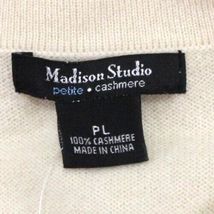 Madison Studio
petite • cashmere
PL
100% CASHMERE
MADE IN CHINA